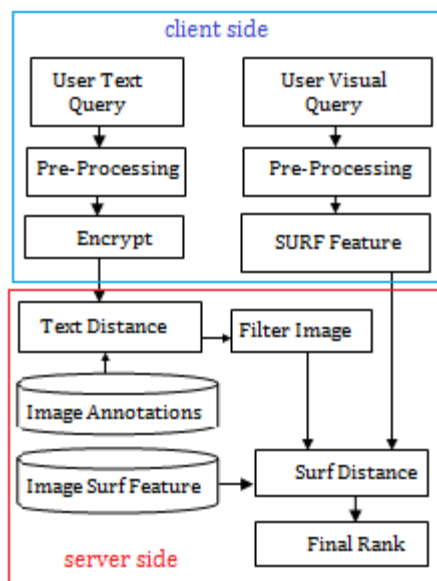 client side
User Text
Query
User Visual
Query
Pre-Processing
Pre-Processing
Encrypt
SURF Feature
Text Distance
Filter Image
Image Annotations
Image Surf Feature
Surf Distance
Final Rank
server side